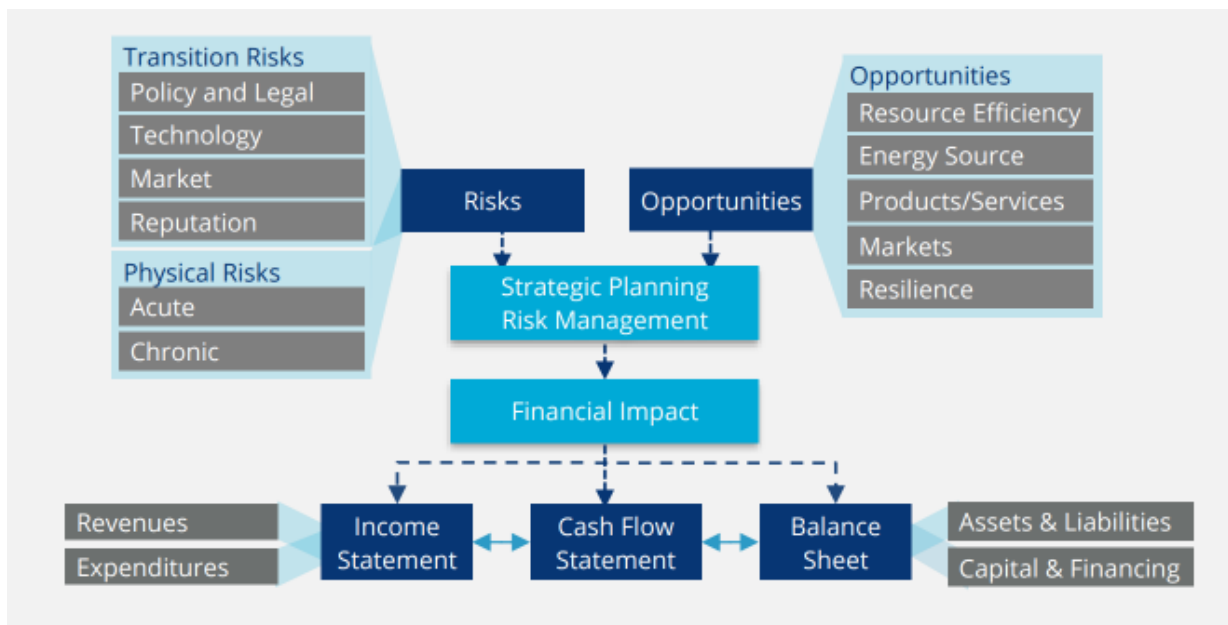 Transition Risks
Policy and Legal
Technology
Market
Reputation
Physical Risks
Acute
Chronic
Risks
Opportunities
Opportunities
Resource Efficiency
Energy Source
Products/Services
Markets
Resilience
Strategic Planning
Risk Management
Financial Impact
Revenues
Expenditures
Income
Statement
Cash Flow
Statement
Balance
Sheet
Assets & Liabilities
Capital & Financing